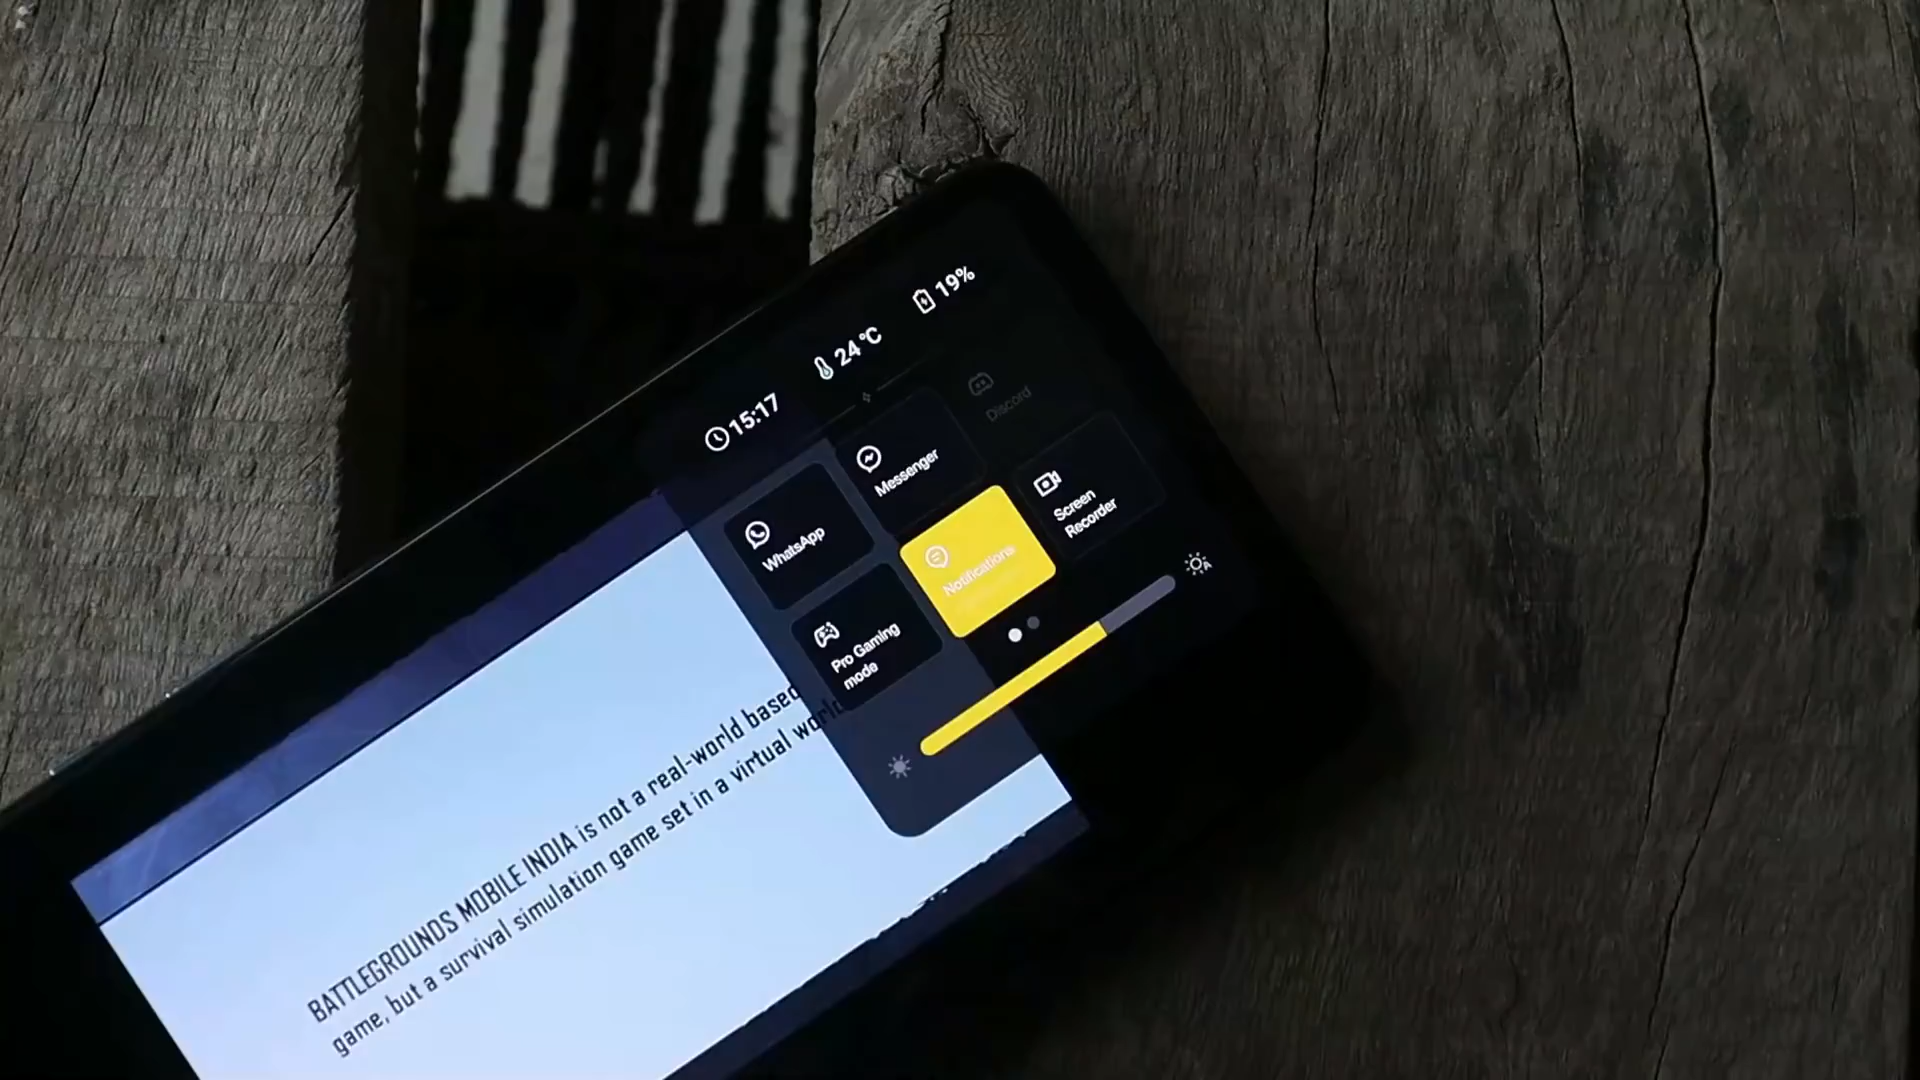 15:17
24°C
19%
WhatsApp
Messenger
Discord
Pro Gaming
mode
Notifications
Screen
Recorder
BATTLEGROUNDS MOBILE INDIA is not a real-world based
game, but a survival simulation game set in a virtual world